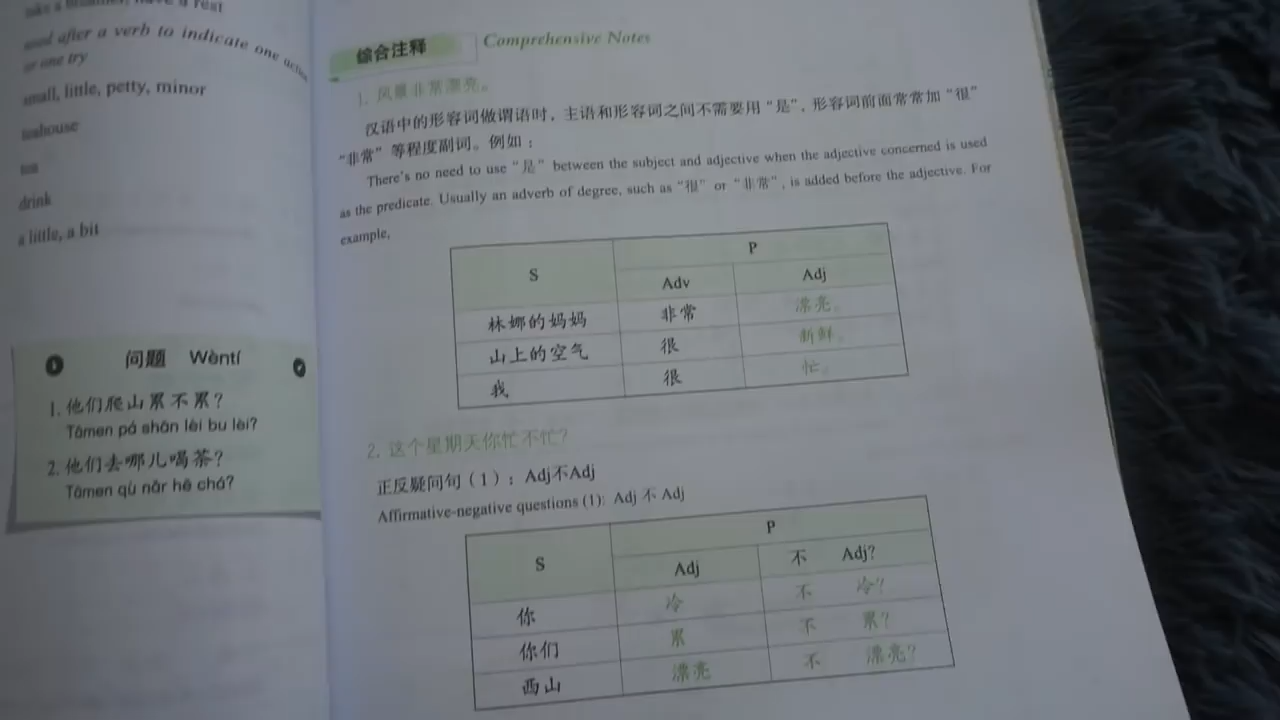 have a rest
used after a verb to indicate one action
or one try
small, little, petty, minor
teahouse
tea
drink
a little, a bit
问题 Wèntí
1. 他们爬山累不累?
Tāmen pá shān lèi bu lèi?
2. 他们去哪儿喝茶?
Tāmen qù nǎr hē chá?
综合注释 Comprehensive Notes
1. 风景非常漂亮。
汉语中的形容词做谓语时,主语和形容词之间不需要用“是”,形容词前面常常加“很”
“非常”等程度副词。例如:
There's no need to use “是” between the subject and adjective when the adjective concerned is used
as the predicate. Usually an adverb of degree, such as “很” or “非常”, is added before the adjective. For
example,
S P
Adv Adj
林娜的妈妈 非常 漂亮。
山上的空气 很 新鲜。
我 很 忙。
2. 这个星期天你忙不忙?
正反疑问句(1):Adj不Adj
Affirmative-negative questions (1): Adj 不 Adj
S P
Adj 不 Adj?
你 冷 不 冷?
你们 累 不 累?
西山 漂亮 不 漂亮?